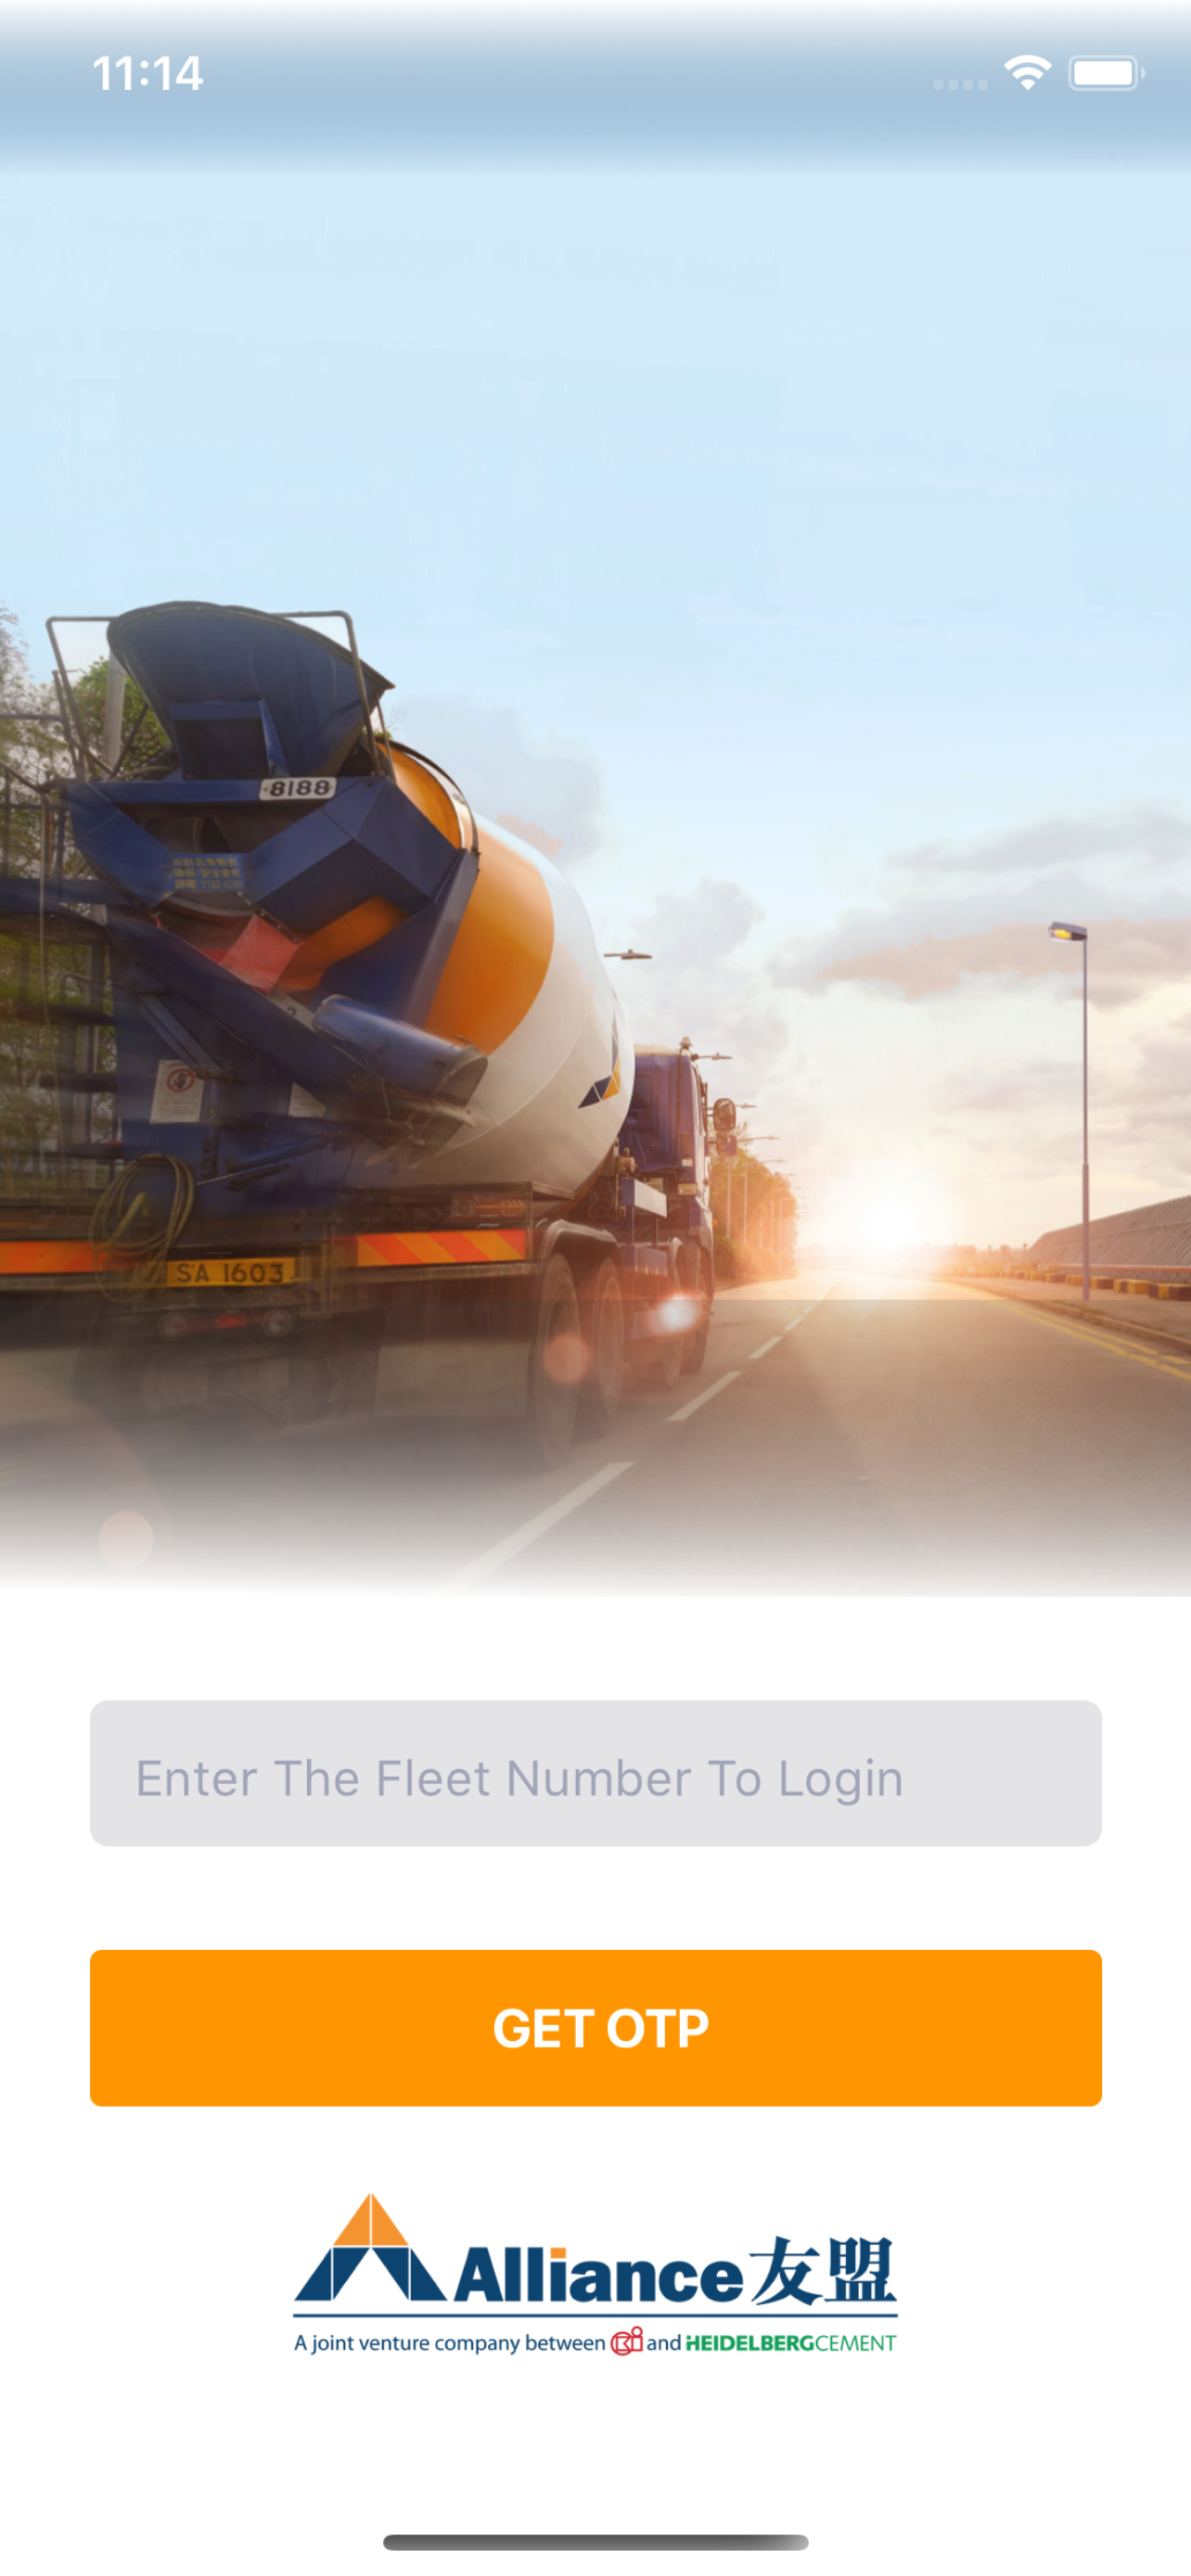 11:14
8188
SA 1603
Enter The Fleet Number To Login
GET OTP
Alliance友盟
A joint venture company between and HEIDELBERGCEMENT